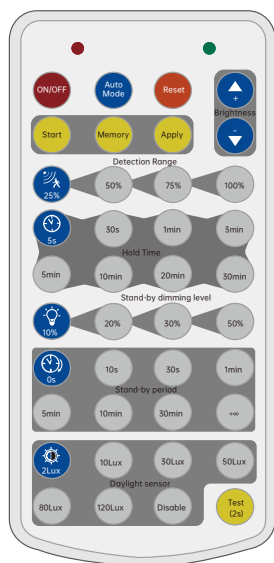 ON/OFF
Auto
Mode
Reset
+
Brightness
-
Start
Memory
Apply
Detection Range
25%
50%
75%
100%
5s
30s
1min
3min
Hold Time
5min
10min
20min
30min
Stand-by dimming level
10%
20%
30%
50%
0s
10s
30s
1min
Stand-by period
5min
10min
30min
+∞
2Lux
10Lux
30Lux
50Lux
Daylight sensor
80Lux
120Lux
Disable
Test
(2s)